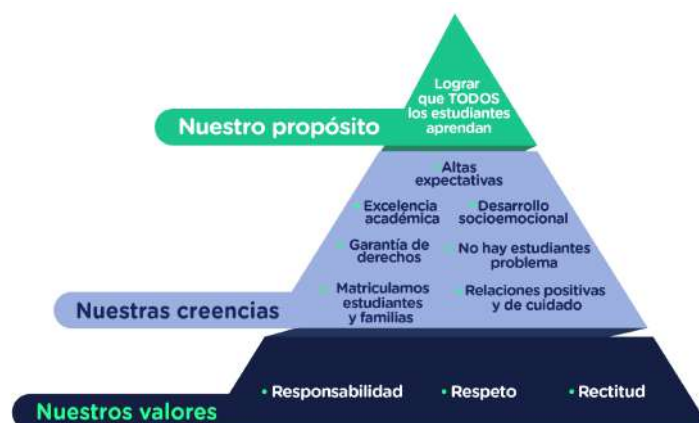 Lograr
que TODOS
los estudiantes
aprendan
Nuestro propósito
• Altas
expectativas
• Excelencia
académica
• Desarrollo
socioemocional
• Garantía de
derechos
• No hay estudiantes
problema
• Matriculamos
estudiantes
y familias
• Relaciones positivas
y de cuidado
Nuestras creencias
• Responsabilidad
• Respeto
• Rectitud
Nuestros valores